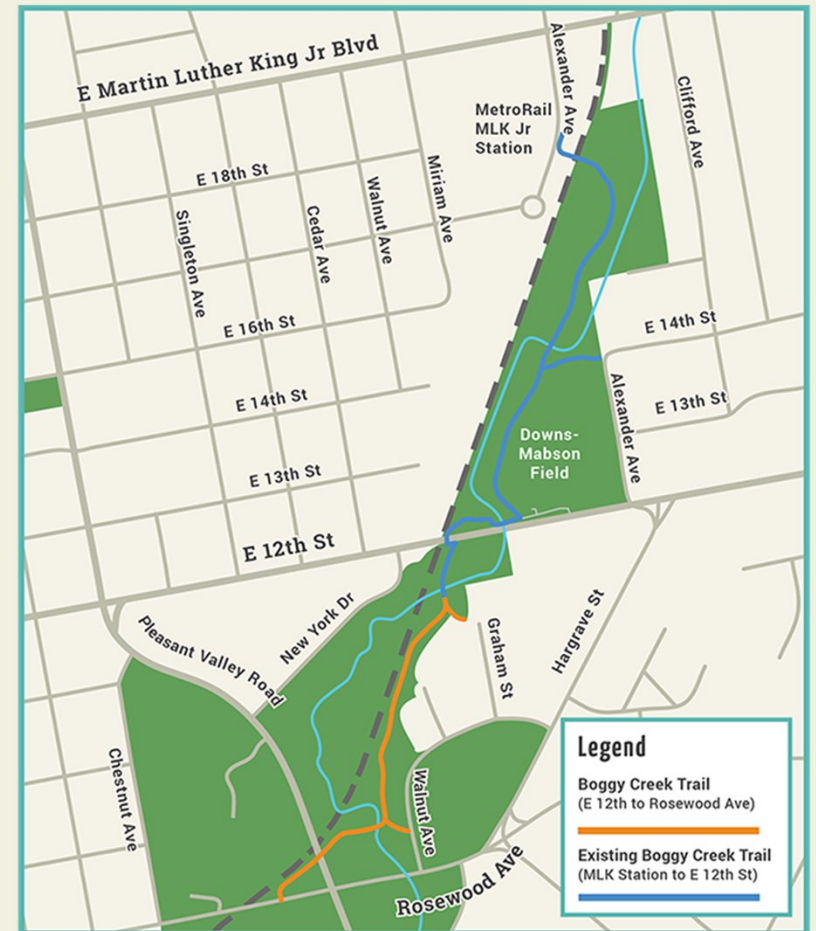 E Martin Luther King Jr Blvd
Alexander Ave
Clifford Ave
MetroRail
MLK Jr
Station
E 18th St
Miriam Ave
Walnut Ave
Cedar Ave
Singleton Ave
E 16th St
E 14th St
E 14th St
Alexander Ave
E 13th St
Downs-
Mabson
Field
E 13th St
E 12th St
Pleasant Valley Road
New York Dr
Graham St
Hargrave St
Chestnut Ave
Walnut Ave
Rosewood Ave
Legend
Boggy Creek Trail
(E 12th to Rosewood Ave)
Existing Boggy Creek Trail
(MLK Station to E 12th St)